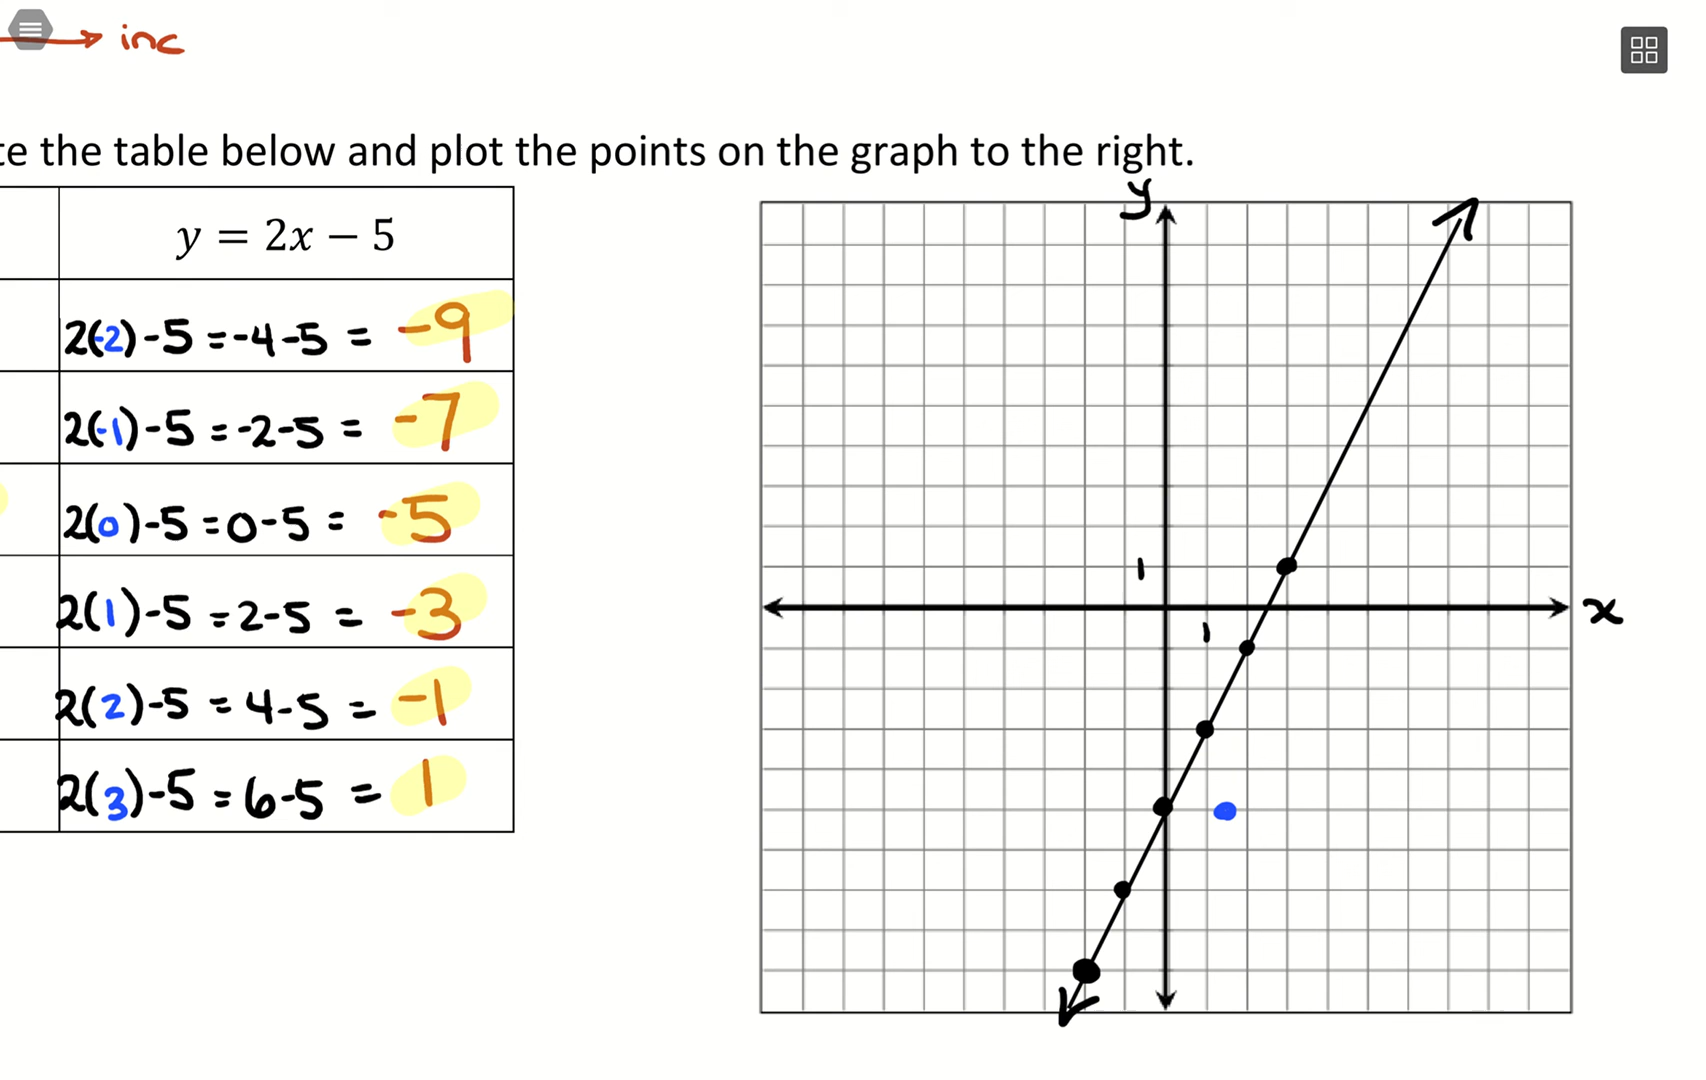 inc
te the table below and plot the points on the graph to the right.
y = 2x − 5
2(-2)-5 = -4-5 = -9
2(-1)-5 = -2-5 = -7
2(0)-5 = 0-5 = -5
2(1)-5 = 2-5 = -3
2(2)-5 = 4-5 = -1
2(3)-5 = 6-5 = 1
y
1
1
x